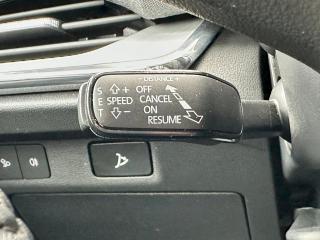 - DISTANCE +
S ⇧+ OFF
E SPEED CANCEL
T ⇩- ON
RESUME